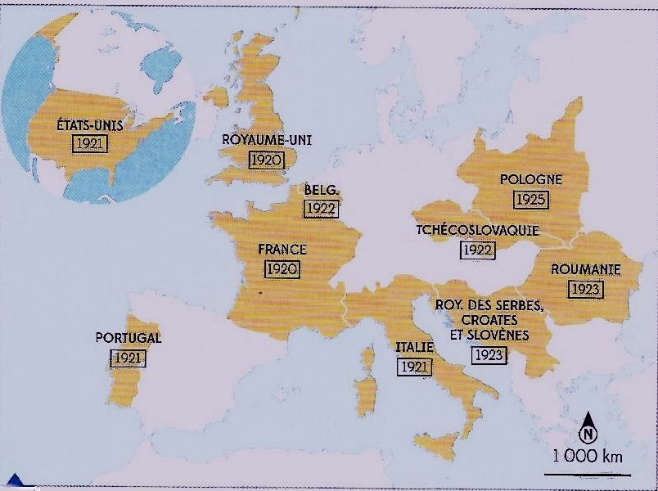 ÉTATS-UNIS
1921
ROYAUME-UNI
1920
BELG.
1922
POLOGNE
1925
TCHÉCOSLOVAQUIE
1922
FRANCE
1920
ROUMANIE
1923
ROY. DES SERBES,
CROATES
ET SLOVÈNES
1923
PORTUGAL
1921
ITALIE
1921
N
1 000 km